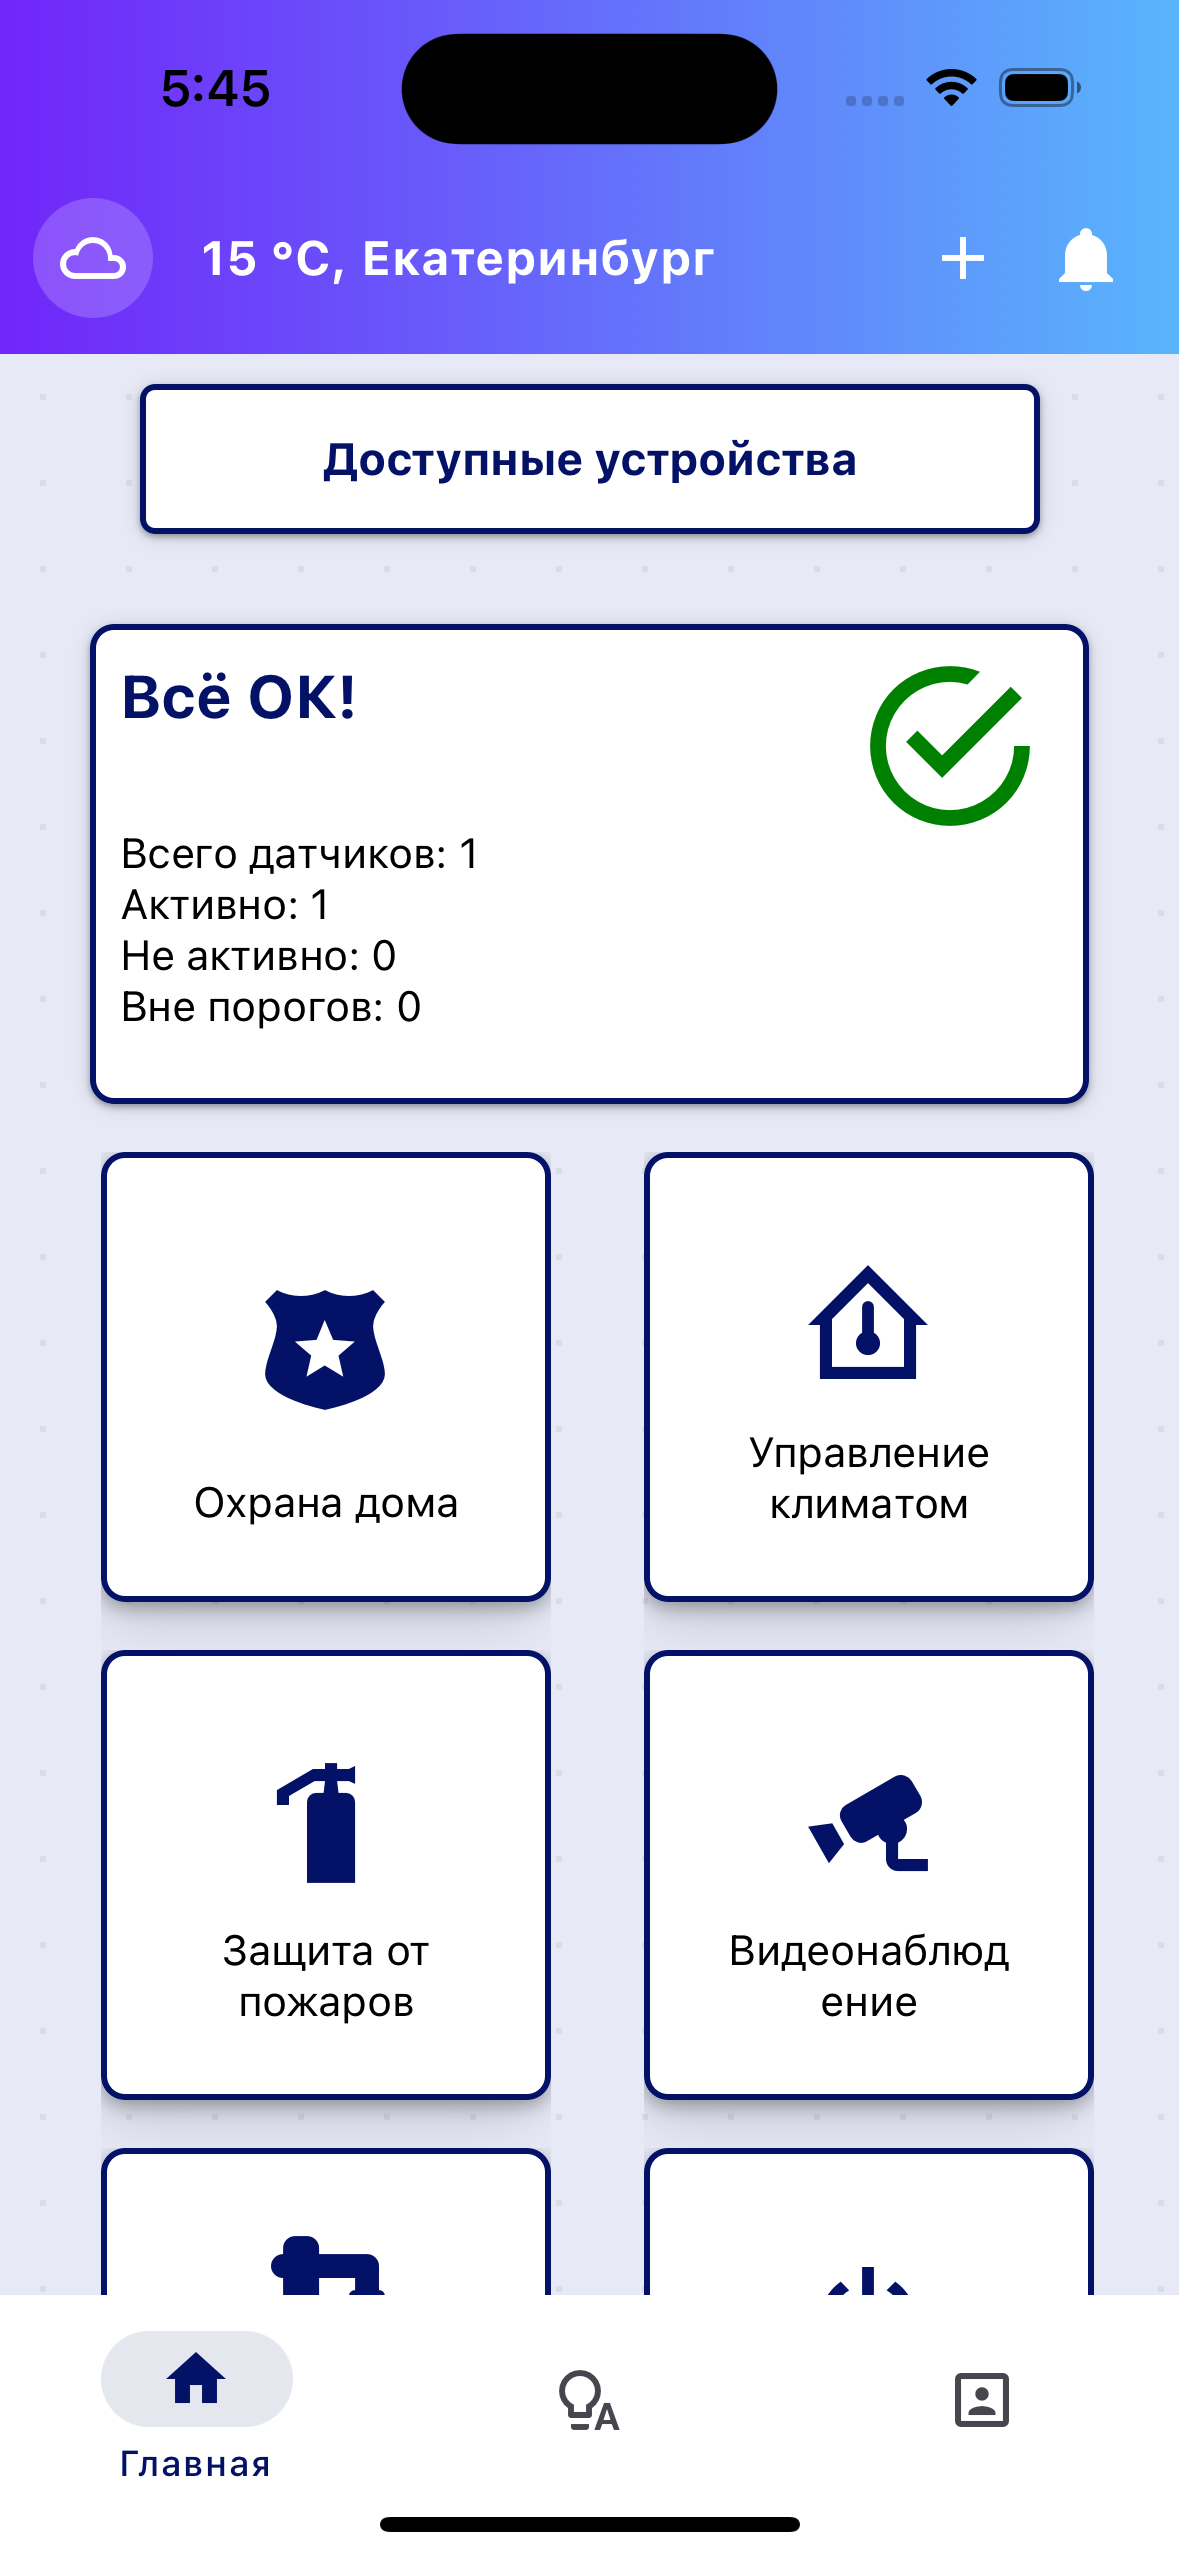 5:45
15 °C, Екатеринбург
Доступные устройства
Всё ОК!
Всего датчиков: 1
Активно: 1
Не активно: 0
Вне порогов: 0
Охрана дома
Управление
климатом
Защита от
пожаров
Видеонаблюд
ение
A
Главная